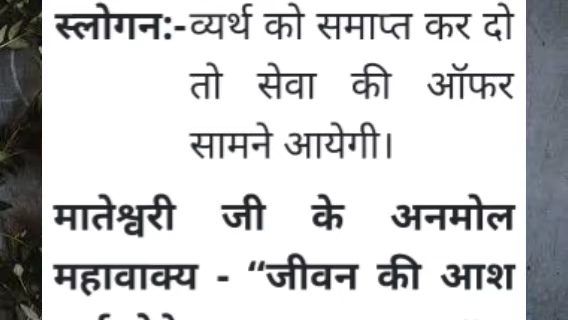 स्लोगन:-व्यर्थ को समाप्त कर दो
तो सेवा की ऑफर
सामने आयेगी।
मातेश्वरी जी के अनमोल
महावाक्य - “जीवन की आश